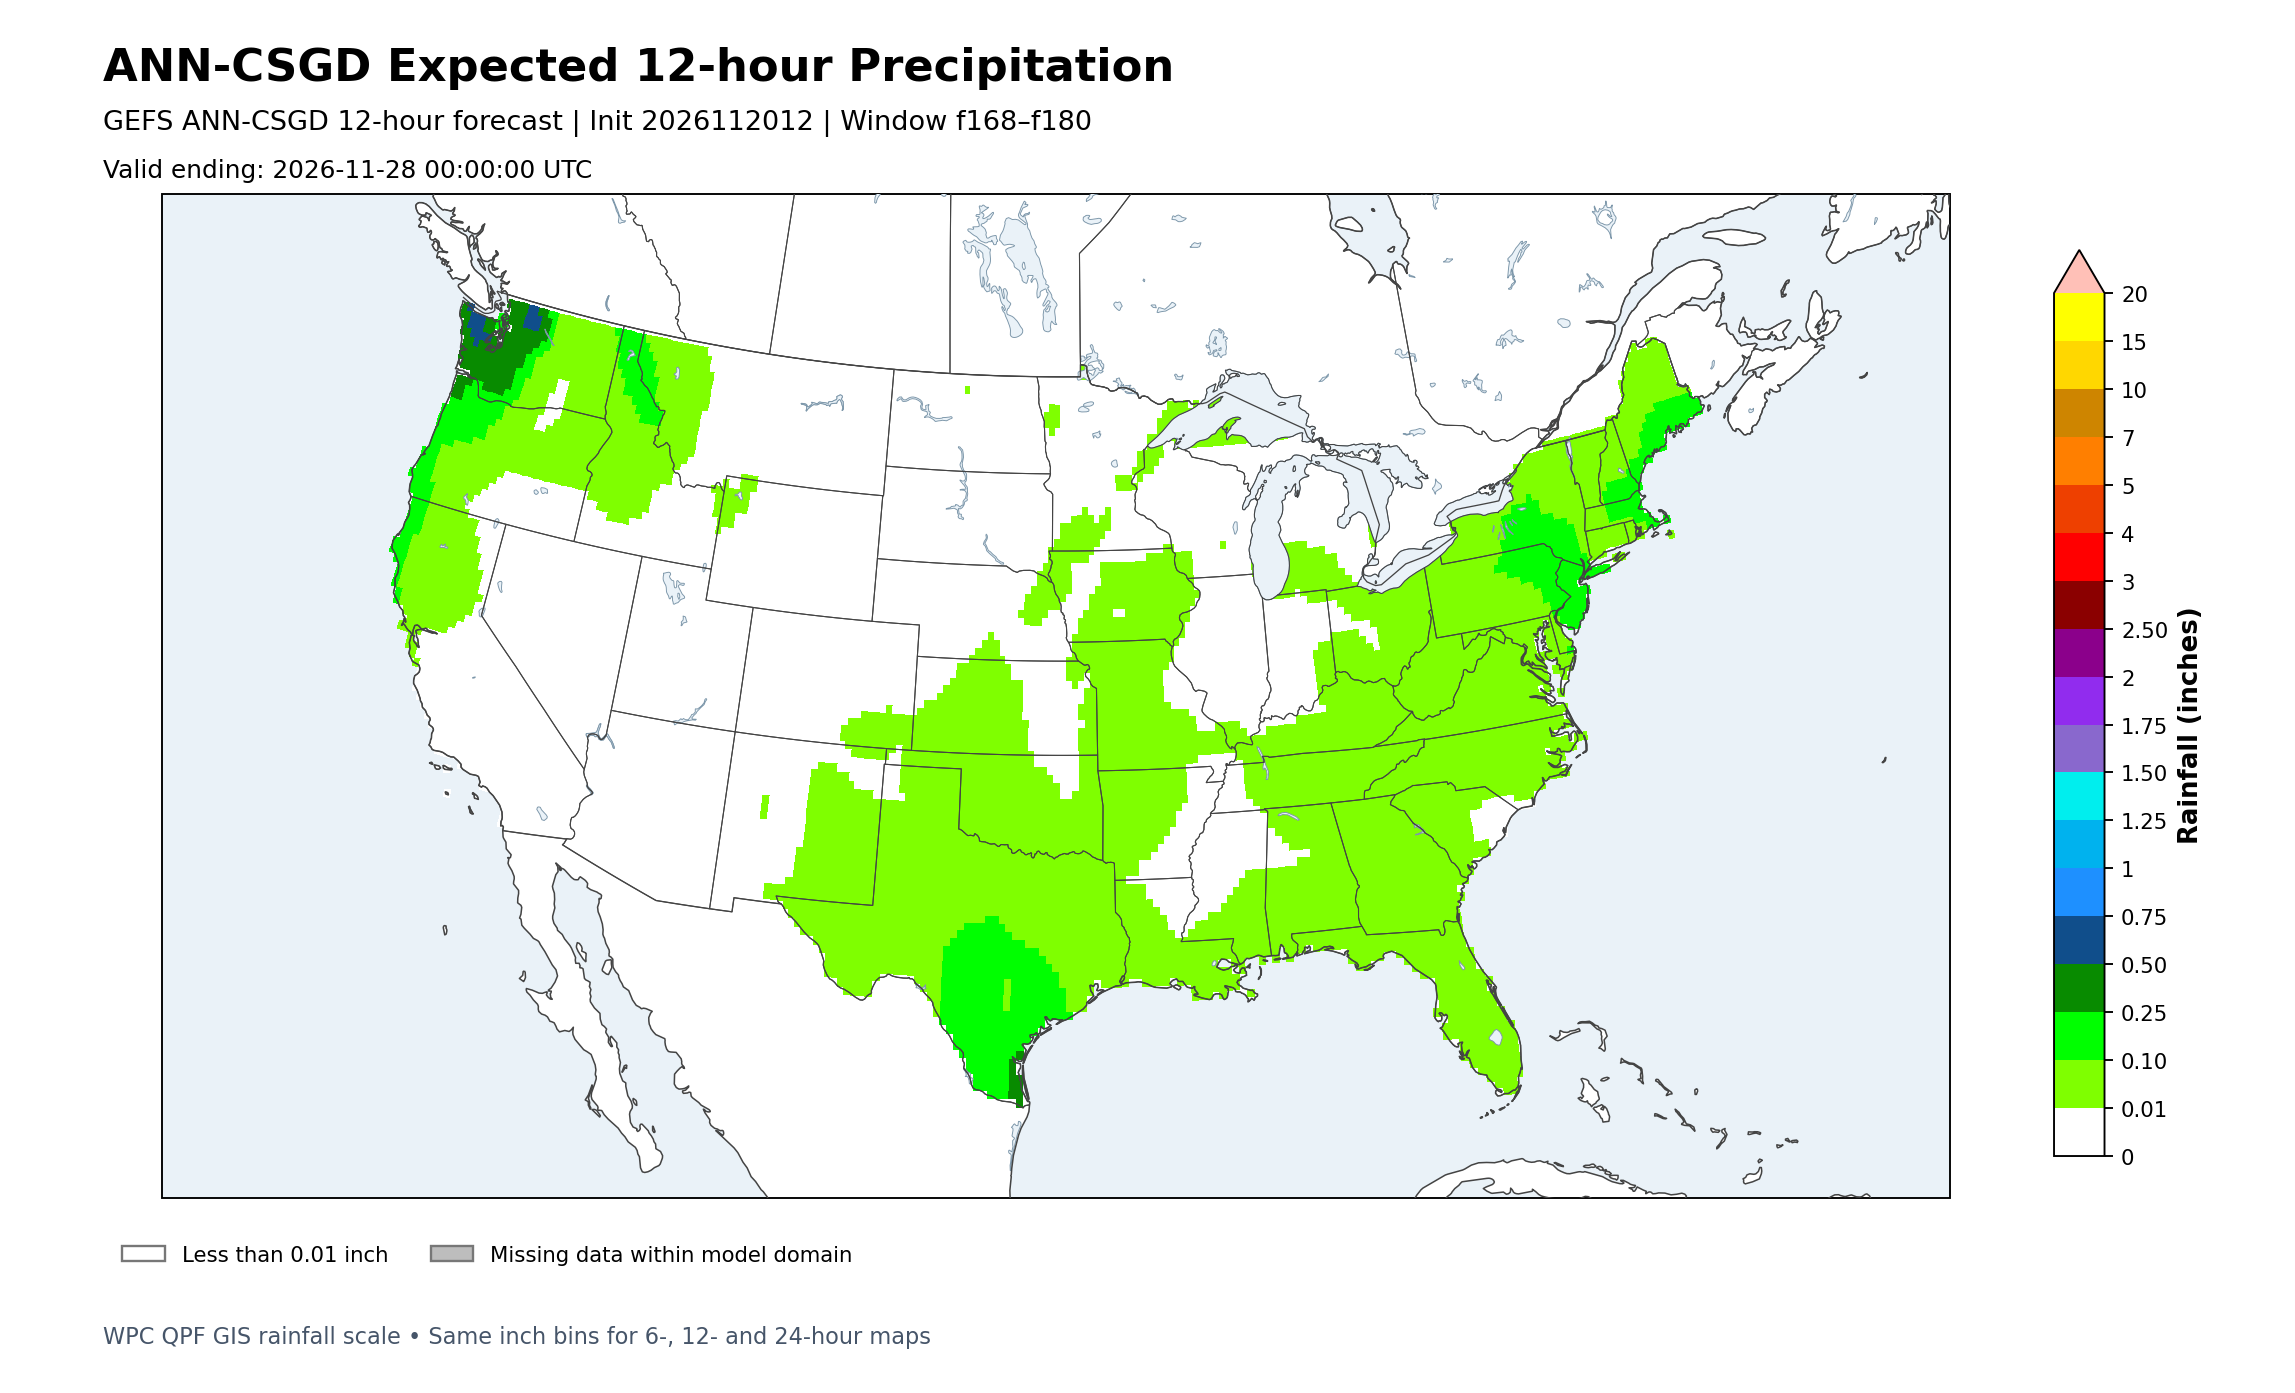 ANN-CSGD Expected 12-hour Precipitation
GEFS ANN-CSGD 12-hour forecast | Init 2026112012 | Window f168–f180
Valid ending: 2026-11-28 00:00:00 UTC
20
15
10
7
5
4
3
2.50
2
1.75
1.50
1.25
1
0.75
0.50
0.25
0.10
0.01
0
Rainfall (inches)
Less than 0.01 inch
Missing data within model domain
WPC QPF GIS rainfall scale • Same inch bins for 6-, 12- and 24-hour maps